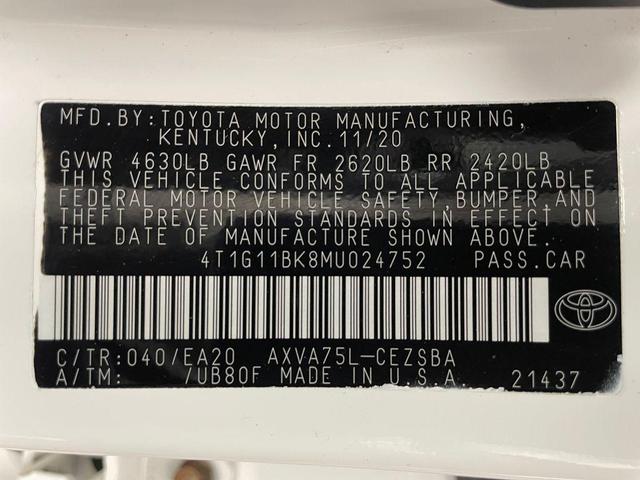 MFD.BY:TOYOTA MOTOR MANUFACTURING,
KENTUCKY,INC.11/20
GVWR 4630LB GAWR FR 2620LB RR 2420LB
THIS VEHICLE CONFORMS TO ALL APPLICABLE
FEDERAL MOTOR VEHICLE SAFETY,BUMPER,AND
THEFT PREVENTION STANDARDS IN EFFECT ON
THE DATE OF MANUFACTURE SHOWN ABOVE.
4T1G11BK8MU024752 PASS.CAR
C/TR:040/EA20 AXVA75L-CEZSBA
A/TM: /UB80F MADE IN U.S.A. 21437